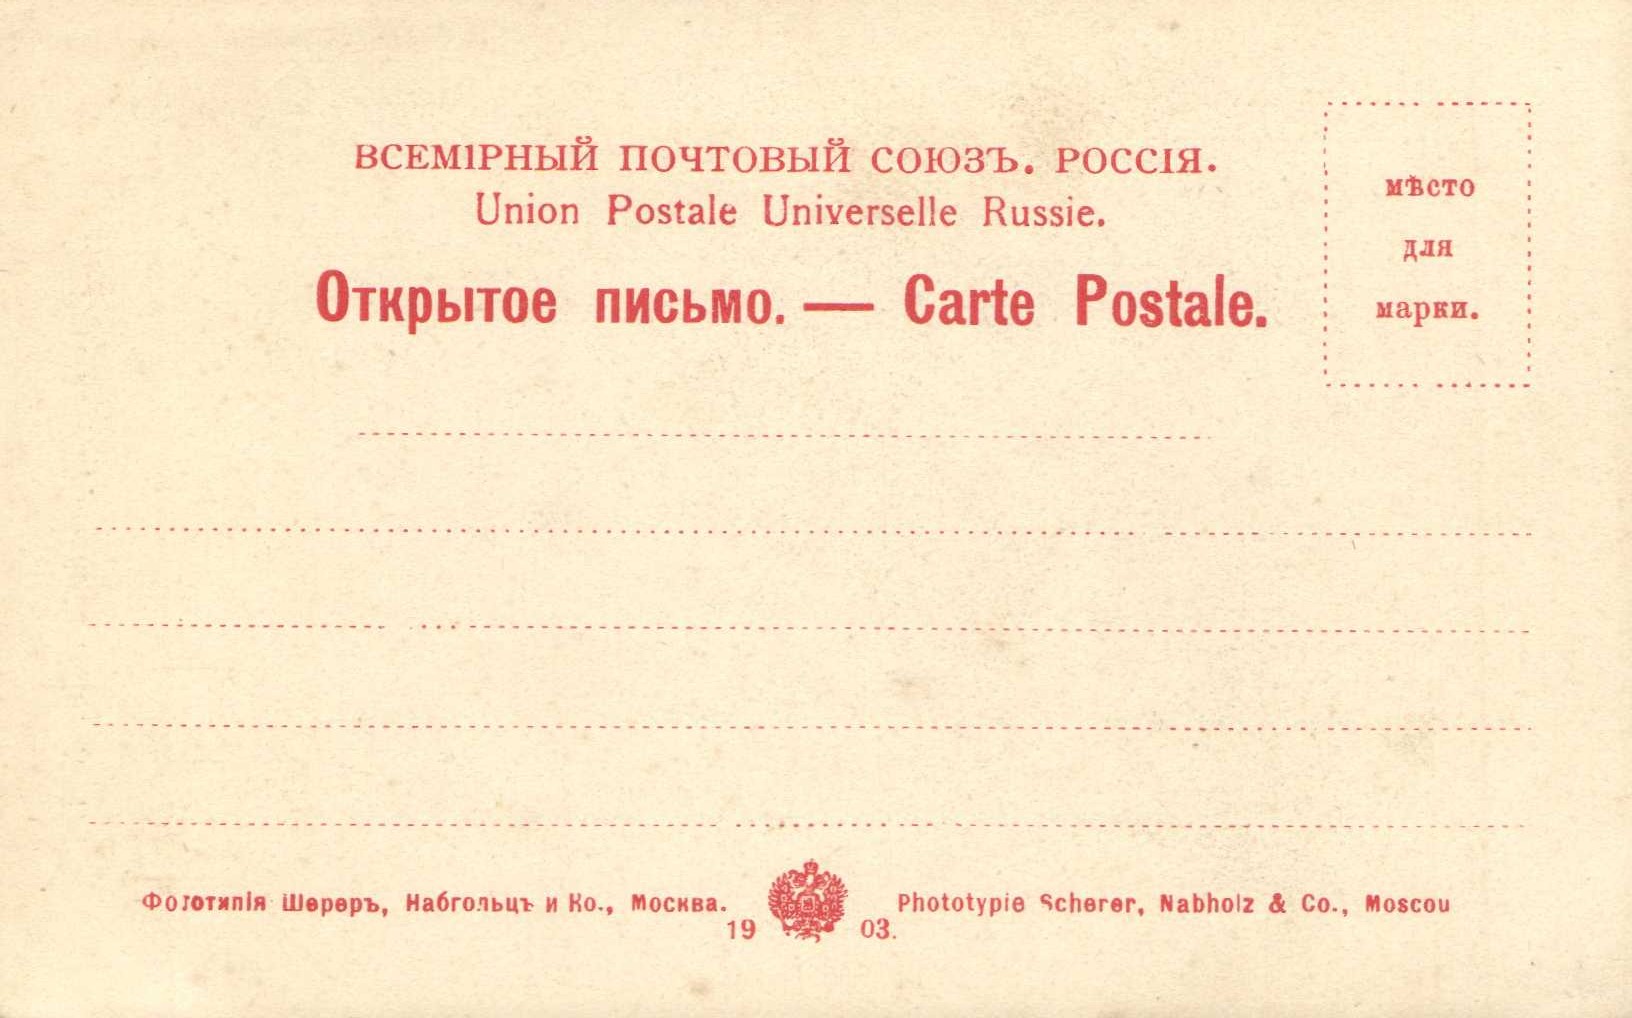 ВСЕМІРНЫЙ ПОЧТОВЫЙ СОЮЗЪ. РОССІЯ.
Union Postale Universelle Russie.
Открытое письмо. — Carte Postale.
мѣсто
для
марки.
Фототипія Шереръ, Набгольцъ и Ко., Москва.
19 03.
Phototypie Scherer, Nabholz & Co., Moscou